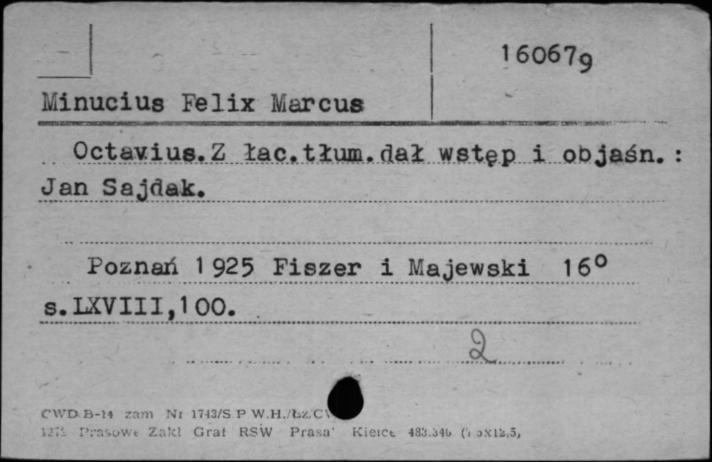 160679
Minucius Felix Marcus
Octavius.Z łac.tłum.dał wstęp i objaśn.:
Jan Sajdak.
Poznań 1925 Fiszer i Majewski 16°
s.LXVIII,100.
2
CWD B-14 zam Nr 1743/S P W.H.
Prasowe Zakł Graf RSW Prasa" Kielce